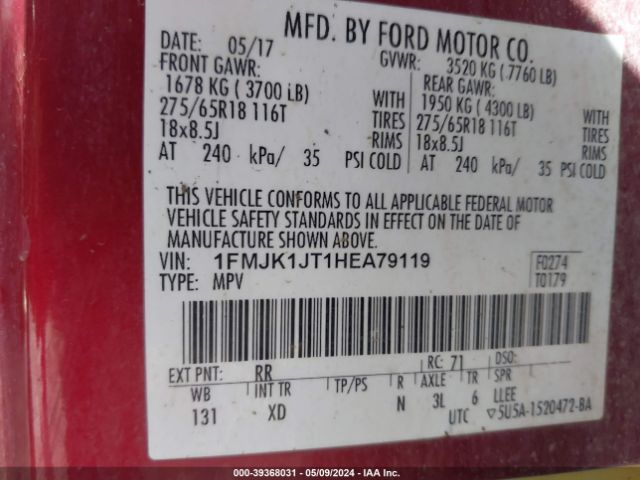 MFD. BY FORD MOTOR CO.
DATE: 05/17 GVWR: 3520 KG ( 7760 LB)
FRONT GAWR: REAR GAWR:
1678 KG ( 3700 LB) WITH 1950 KG ( 4300 LB) WITH
275/65R18 116T TIRES 275/65R18 116T TIRES
18x8.5J RIMS 18x8.5J RIMS
AT 240 kPa/ 35 PSI COLD AT 240 kPa/ 35 PSI COLD
THIS VEHICLE CONFORMS TO ALL APPLICABLE FEDERAL MOTOR
VEHICLE SAFETY STANDARDS IN EFFECT ON THE DATE OF
MANUFACTURE SHOWN ABOVE.
VIN: 1FMJK1JT1HEA79119 F0274
TYPE: MPV T0179
EXT PNT: RR RC: 71 DSO:
WB INT TR TP/PS R AXLE TR SPR
131 XD N 3L 6 LLEE
UTC ▽5U5A-1520472-BA
000-39368031 - 05/09/2024 - IAA Inc.